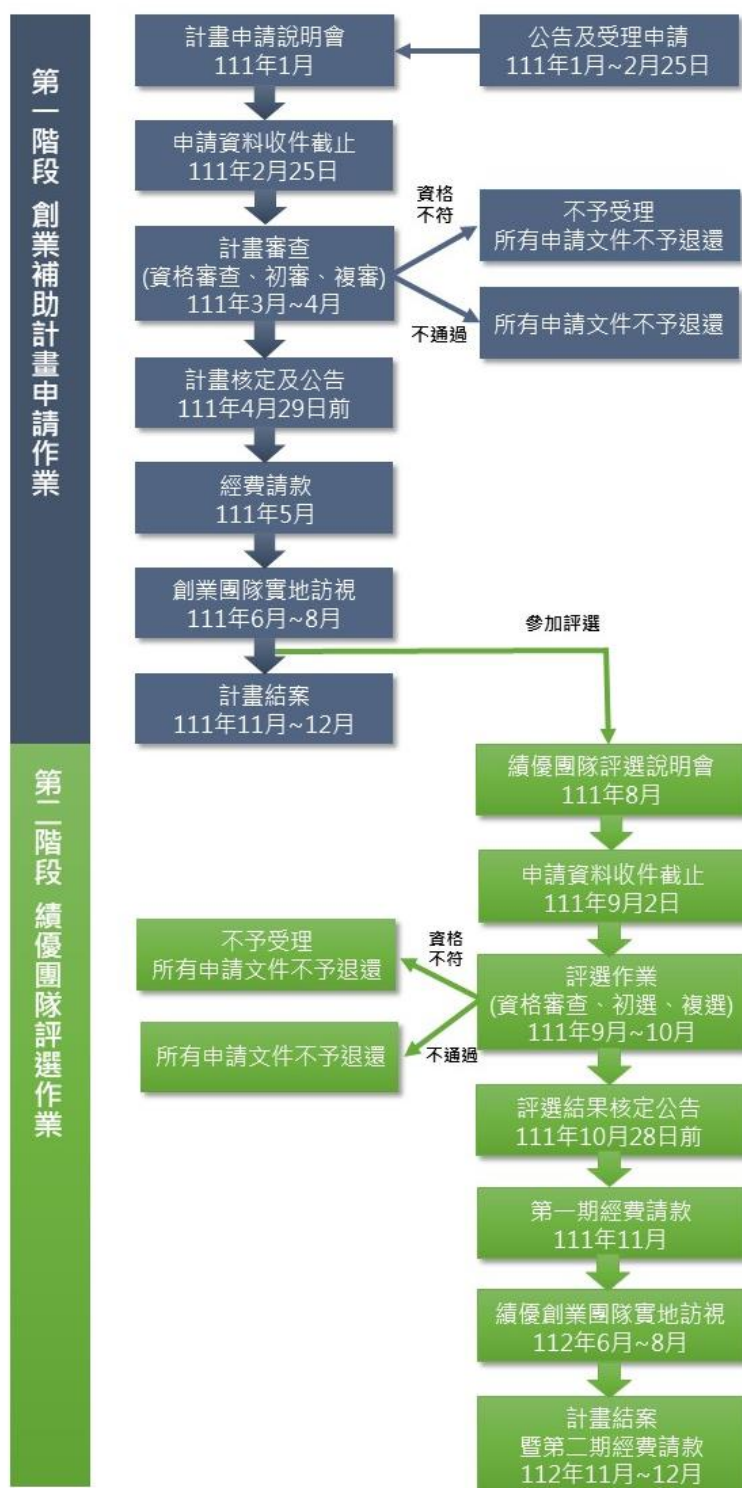 第一階段 創業補助計畫申請作業
公告及受理申請
111年1月~2月25日
計畫申請說明會
111年1月
申請資料收件截止
111年2月25日
計畫審查
(資格審查、初審、複審)
111年3月~4月
資格
不符
不予受理
所有申請文件不予退還
不通過
所有申請文件不予退還
計畫核定及公告
111年4月29日前
經費請款
111年5月
創業團隊實地訪視
111年6月~8月
計畫結案
111年11月~12月
參加評選
第二階段 績優團隊評選作業
績優團隊評選說明會
111年8月
申請資料收件截止
111年9月2日
評選作業
(資格審查、初選、複選)
111年9月~10月
資格
不符
不予受理
所有申請文件不予退還
不通過
所有申請文件不予退還
評選結果核定公告
111年10月28日前
第一期經費請款
111年11月
績優創業團隊實地訪視
112年6月~8月
計畫結案
暨第二期經費請款
112年11月~12月